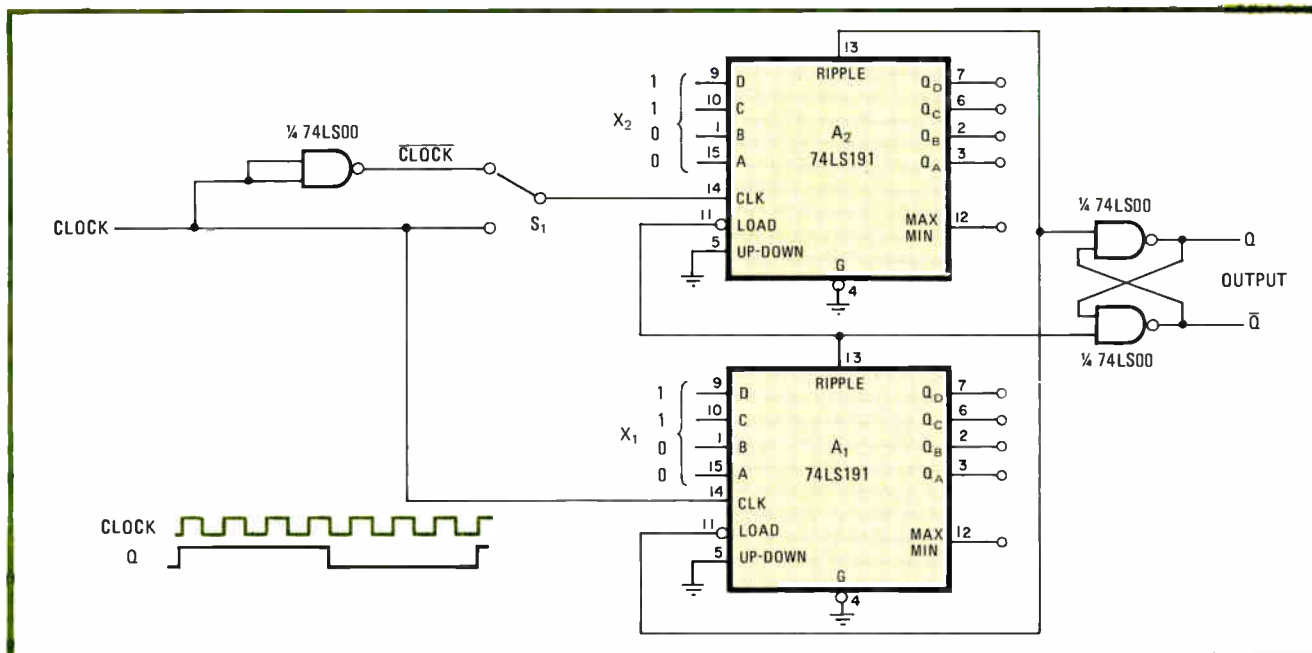 13
RIPPLE
1 9 D
1 10 C
0 1 B
0 15 A
X2
A2
74LS191
QD 7
QC 6
QB 2
QA 3
14 CLK
11 LOAD
5 UP-DOWN
MAX 12
MIN
G
4
¼ 74LS00
CLOCK
CLOCK
S1
¼ 74LS00
Q
OUTPUT
Q
¼ 74LS00
13
RIPPLE
1 9 D
1 10 C
0 1 B
0 15 A
X1
A1
74LS191
QD 7
QC 6
QB 2
QA 3
14 CLK
11 LOAD
5 UP-DOWN
MAX 12
MIN
G
4
CLOCK
Q